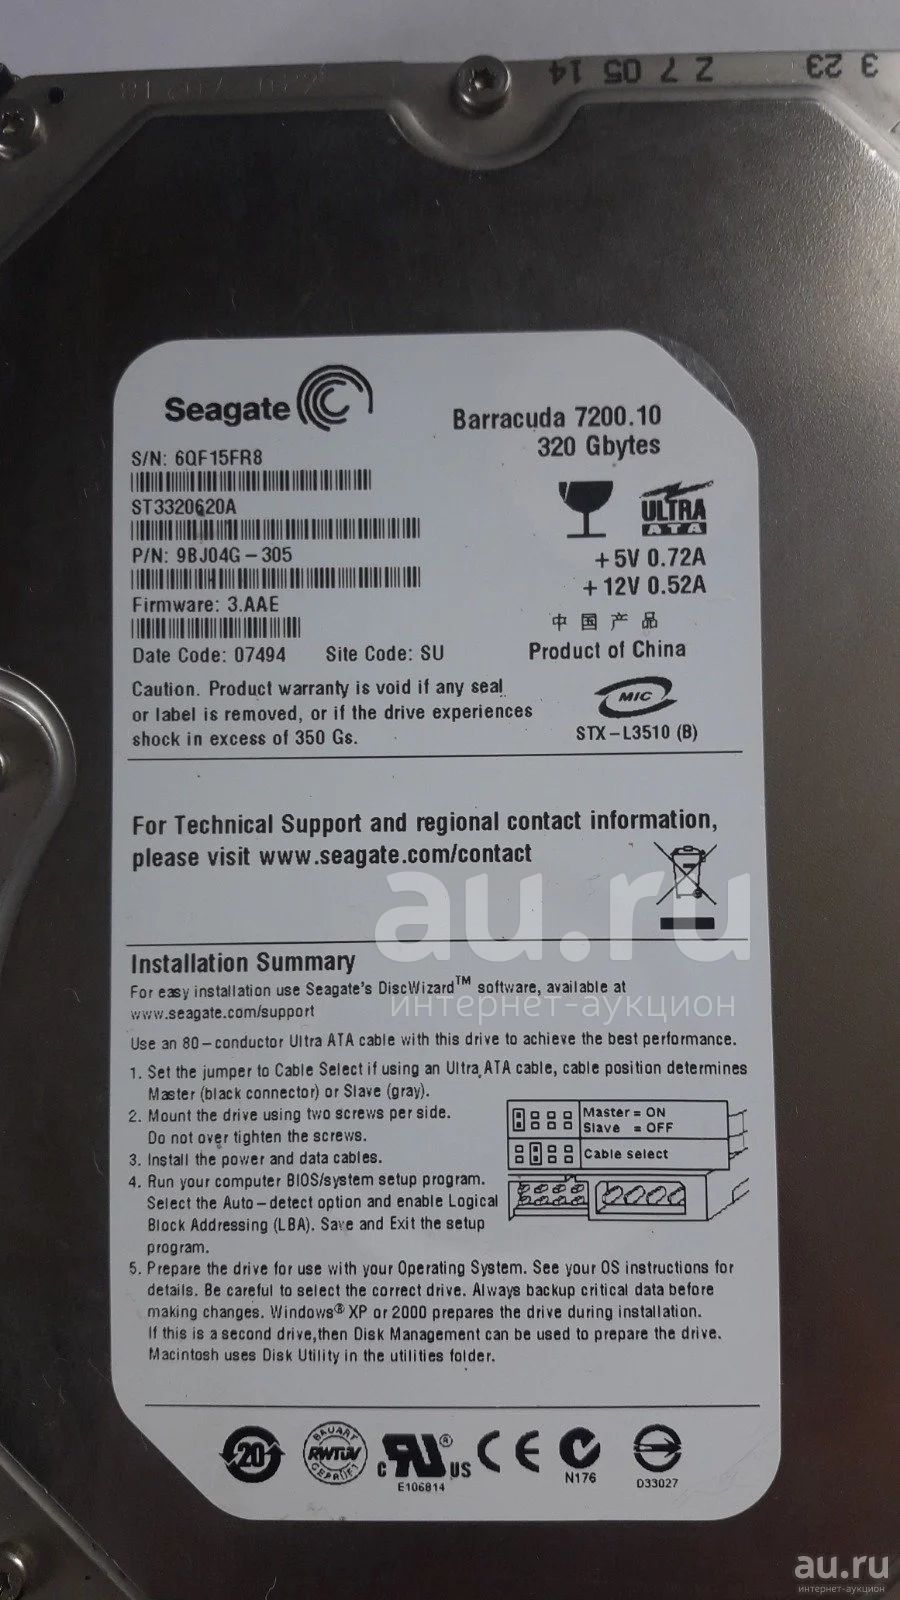 2 7 05 14
3 23
Seagate
Barracuda 7200.10
320 Gbytes
S/N: 6QF15FR8
ST3320620A
P/N: 9BJ04G-305
Firmware: 3.AAE
Date Code: 07494 Site Code: SU
ULTRA
ATA
+5V 0.72A
+12V 0.52A
中国产品
Product of China
Caution. Product warranty is void if any seal
or label is removed, or if the drive experiences
shock in excess of 350 Gs.
MIC
STX-L3510 (B)
For Technical Support and regional contact information,
please visit www.seagate.com/contact
au.ru
интернет-аукцион
Installation Summary
For easy installation use Seagate's DiscWizard™ software, available at
www.seagate.com/support
Use an 80-conductor Ultra ATA cable with this drive to achieve the best performance.
1. Set the jumper to Cable Select if using an Ultra ATA cable, cable position determines
Master (black connector) or Slave (gray).
2. Mount the drive using two screws per side.
Do not over tighten the screws.
3. Install the power and data cables.
4. Run your computer BIOS/system setup program.
Select the Auto-detect option and enable Logical
Block Addressing (LBA). Save and Exit the setup
program.
Master = ON
Slave = OFF
Cable select
5. Prepare the drive for use with your Operating System. See your OS instructions for
details. Be careful to select the correct drive. Always backup critical data before
making changes. Windows® XP or 2000 prepares the drive during installation.
If this is a second drive,then Disk Management can be used to prepare the drive.
Macintosh uses Disk Utility in the utilities folder.
20
BAUART
RWTÜV
GEPRÜFT
c RU ® US
E106814
CE
N176
D33027
au.ru
интернет-аукцион